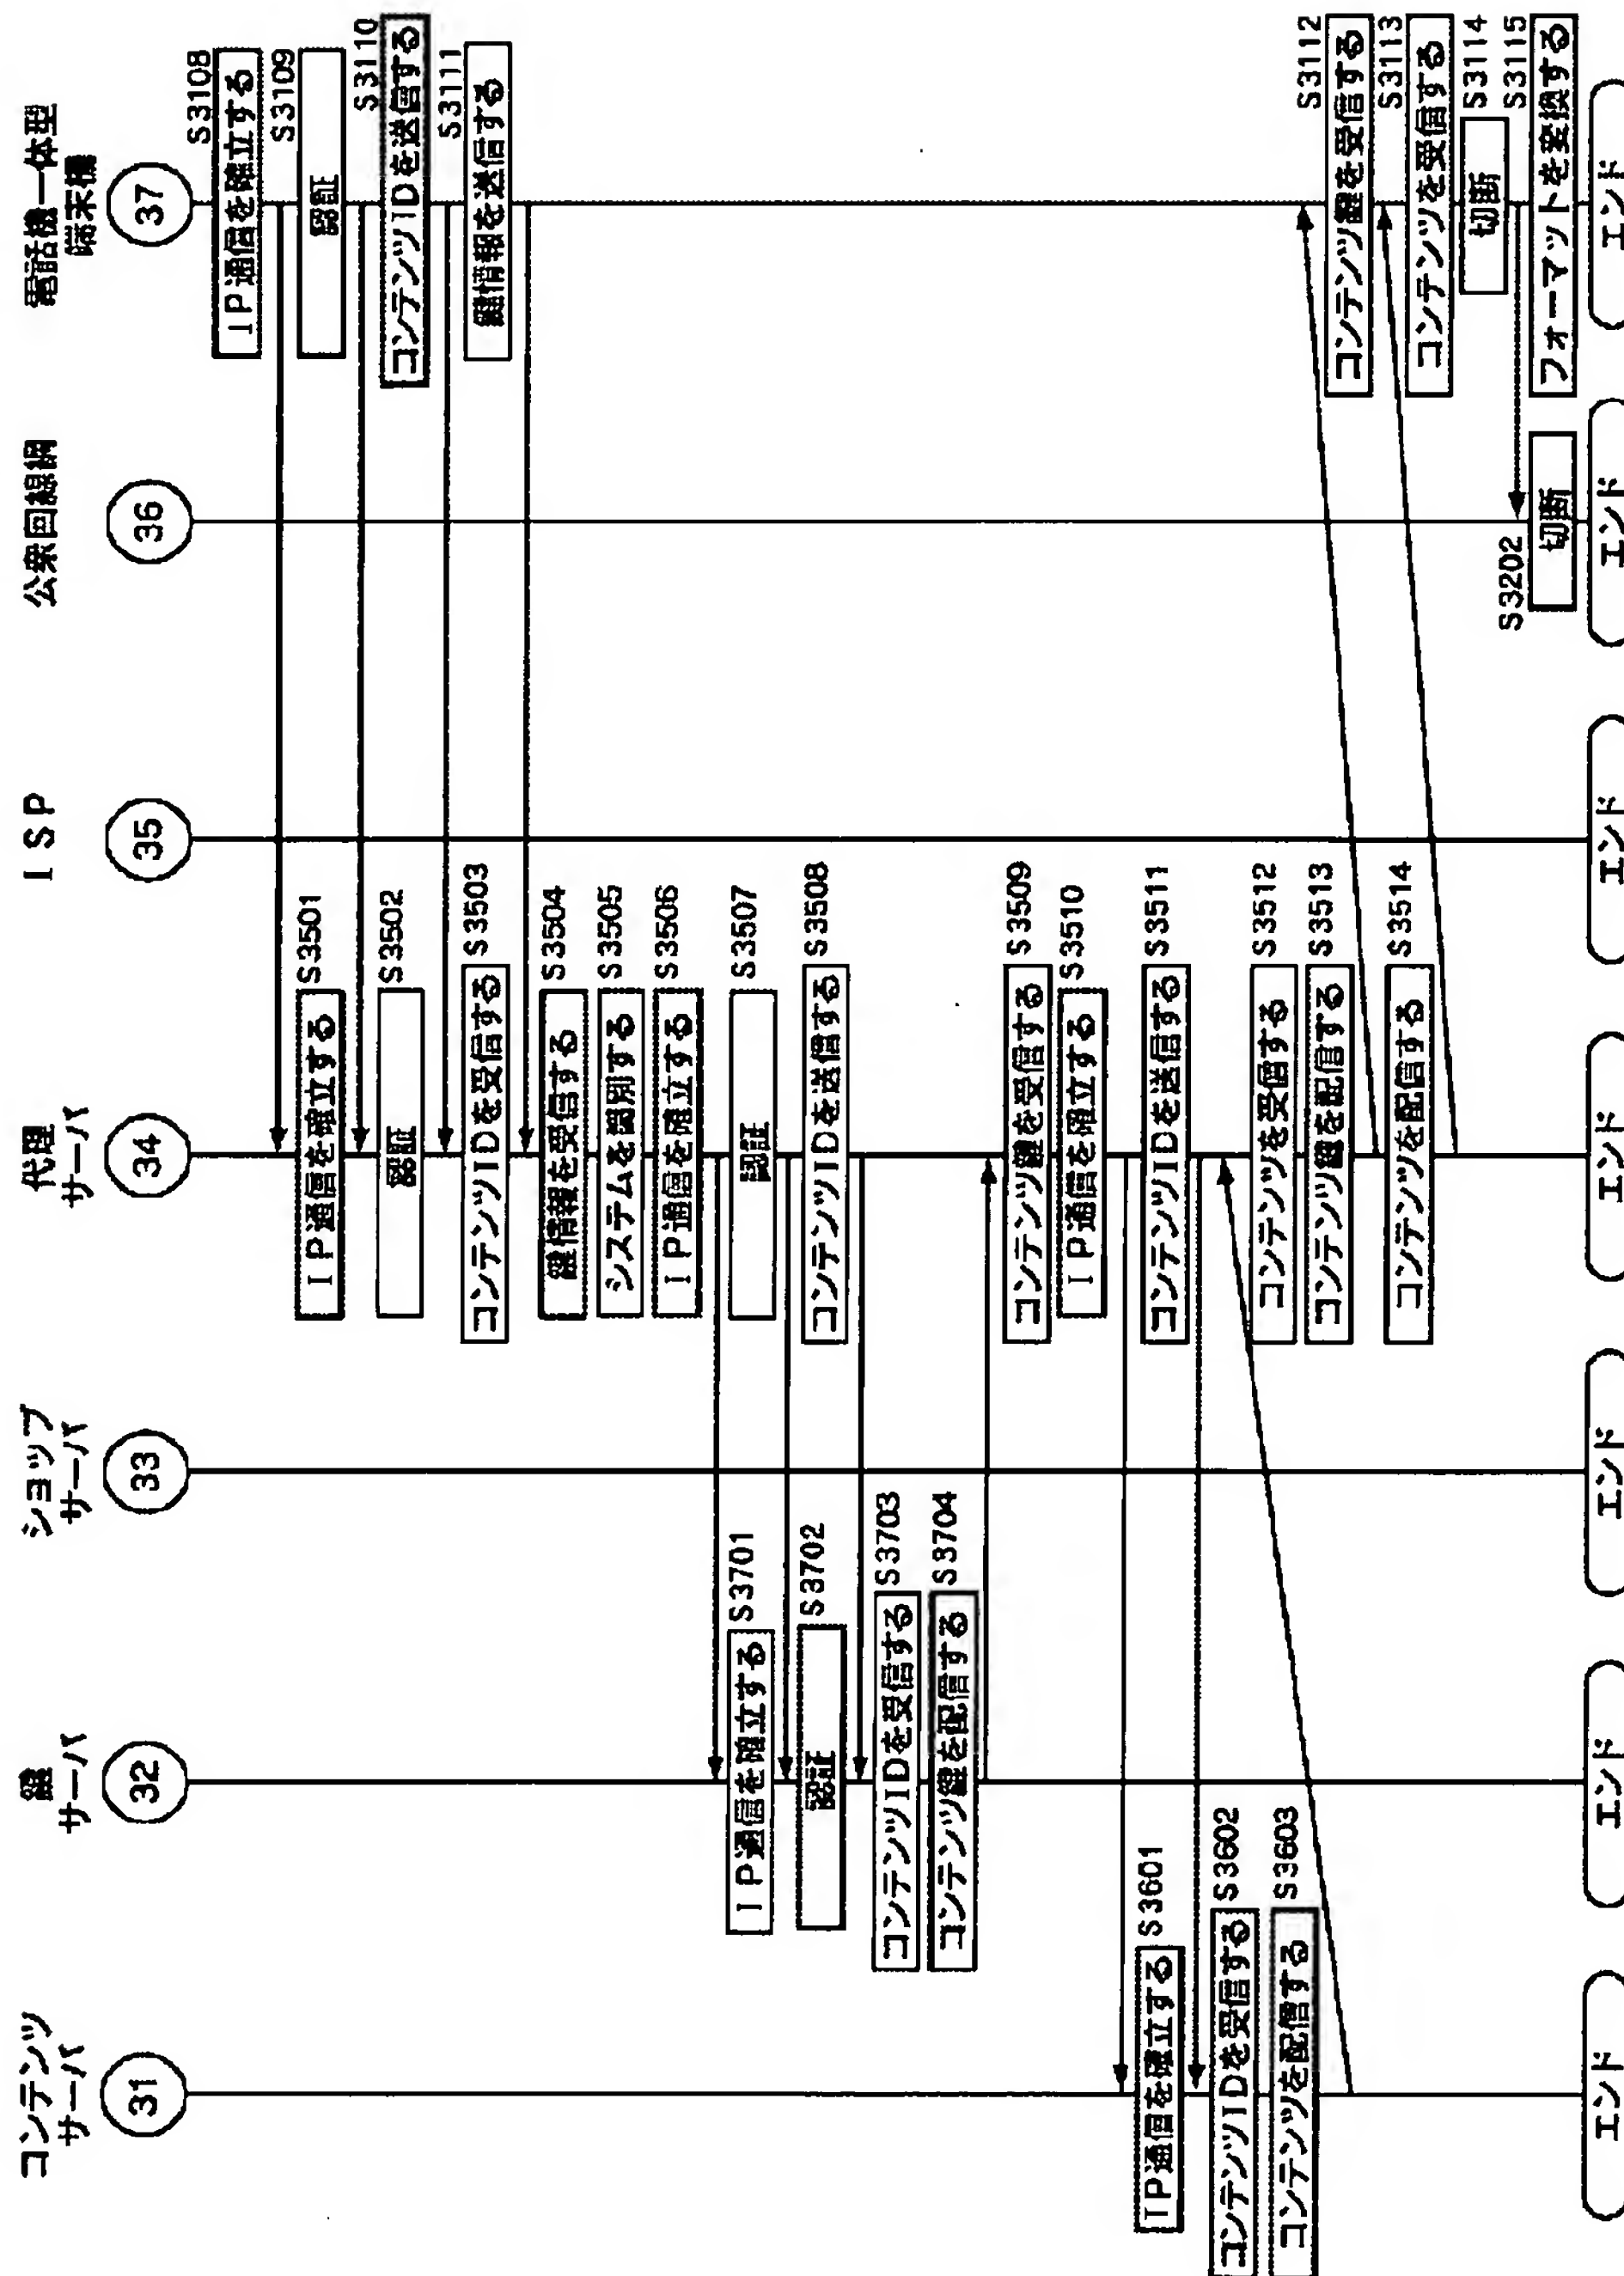 コンテンツ
サーバ
31
IP通信を確立する S3601
コンテンツIDを受信する S3602
コンテンツを配信する S3603
エンド
鍵
サーバ
32
IP通信を確立する S3701
認証 S3702
コンテンツIDを受信する S3703
コンテンツ鍵を配信する S3704
エンド
ショップ
サーバ
33
エンド
代理
サーバ
34
IP通信を確立する S3501
認証 S3502
コンテンツIDを受信する S3503
鍵情報を受信する S3504
システムを識別する S3505
IP通信を確立する S3506
認証 S3507
コンテンツIDを送信する S3508
コンテンツ鍵を受信する S3509
IP通信を確立する S3510
コンテンツIDを送信する S3511
コンテンツを受信する S3512
コンテンツ鍵を配信する S3513
コンテンツを配信する S3514
エンド
ISP
35
エンド
公衆回線網
36
S3202
切断
エンド
電話機一体型
端末機
37
S3108
IP通信を確立する
S3109
認証
S3110
コンテンツIDを送信する
S3111
鍵情報を送信する
S3112
コンテンツ鍵を受信する
S3113
コンテンツを受信する
S3114
切断
S3115
フォーマットを変換する
エンド